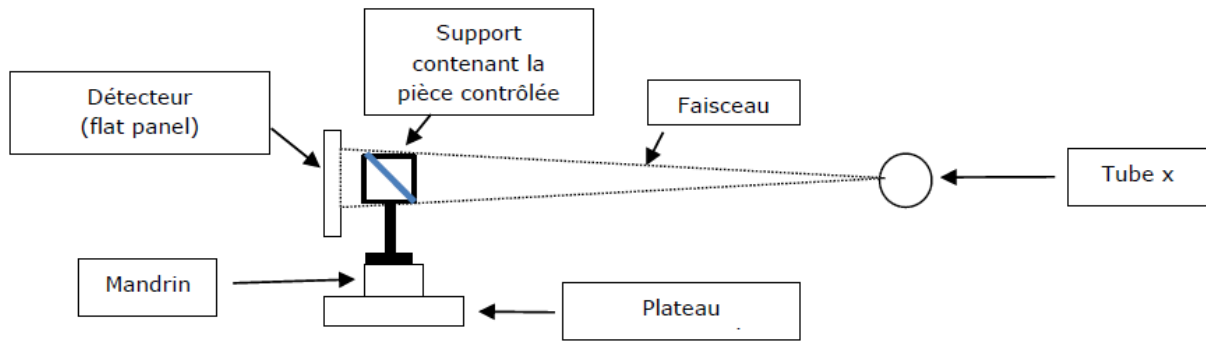 Support
contenant la
pièce contrôlée
Détecteur
(flat panel)
Faisceau
Tube x
Mandrin
Plateau